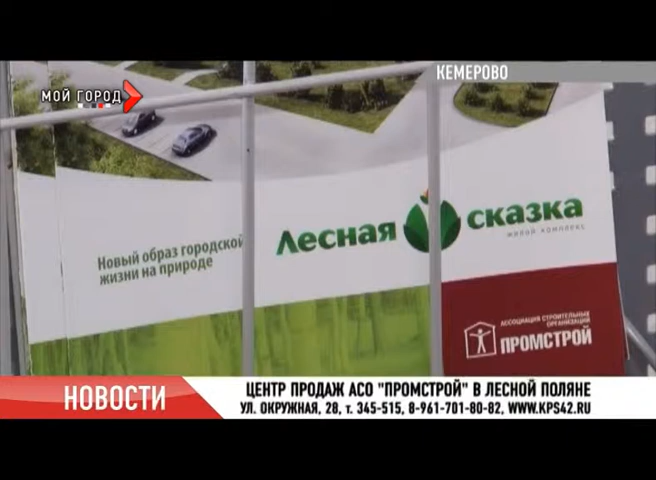 КЕМЕРОВО
МОЙ ГОРОД
Лесная сказка
ЖИЛОЙ КОМПЛЕКС
Новый образ городской
жизни на природе
АССОЦИАЦИЯ СТРОИТЕЛЬНЫХ
ОРГАНИЗАЦИЙ
ПРОМСТРОЙ
НОВОСТИ
ЦЕНТР ПРОДАЖ АСО "ПРОМСТРОЙ" В ЛЕСНОЙ ПОЛЯНЕ
УЛ. ОКРУЖНАЯ, 28, т. 345-515, 8-961-701-80-82, WWW.KPS42.RU